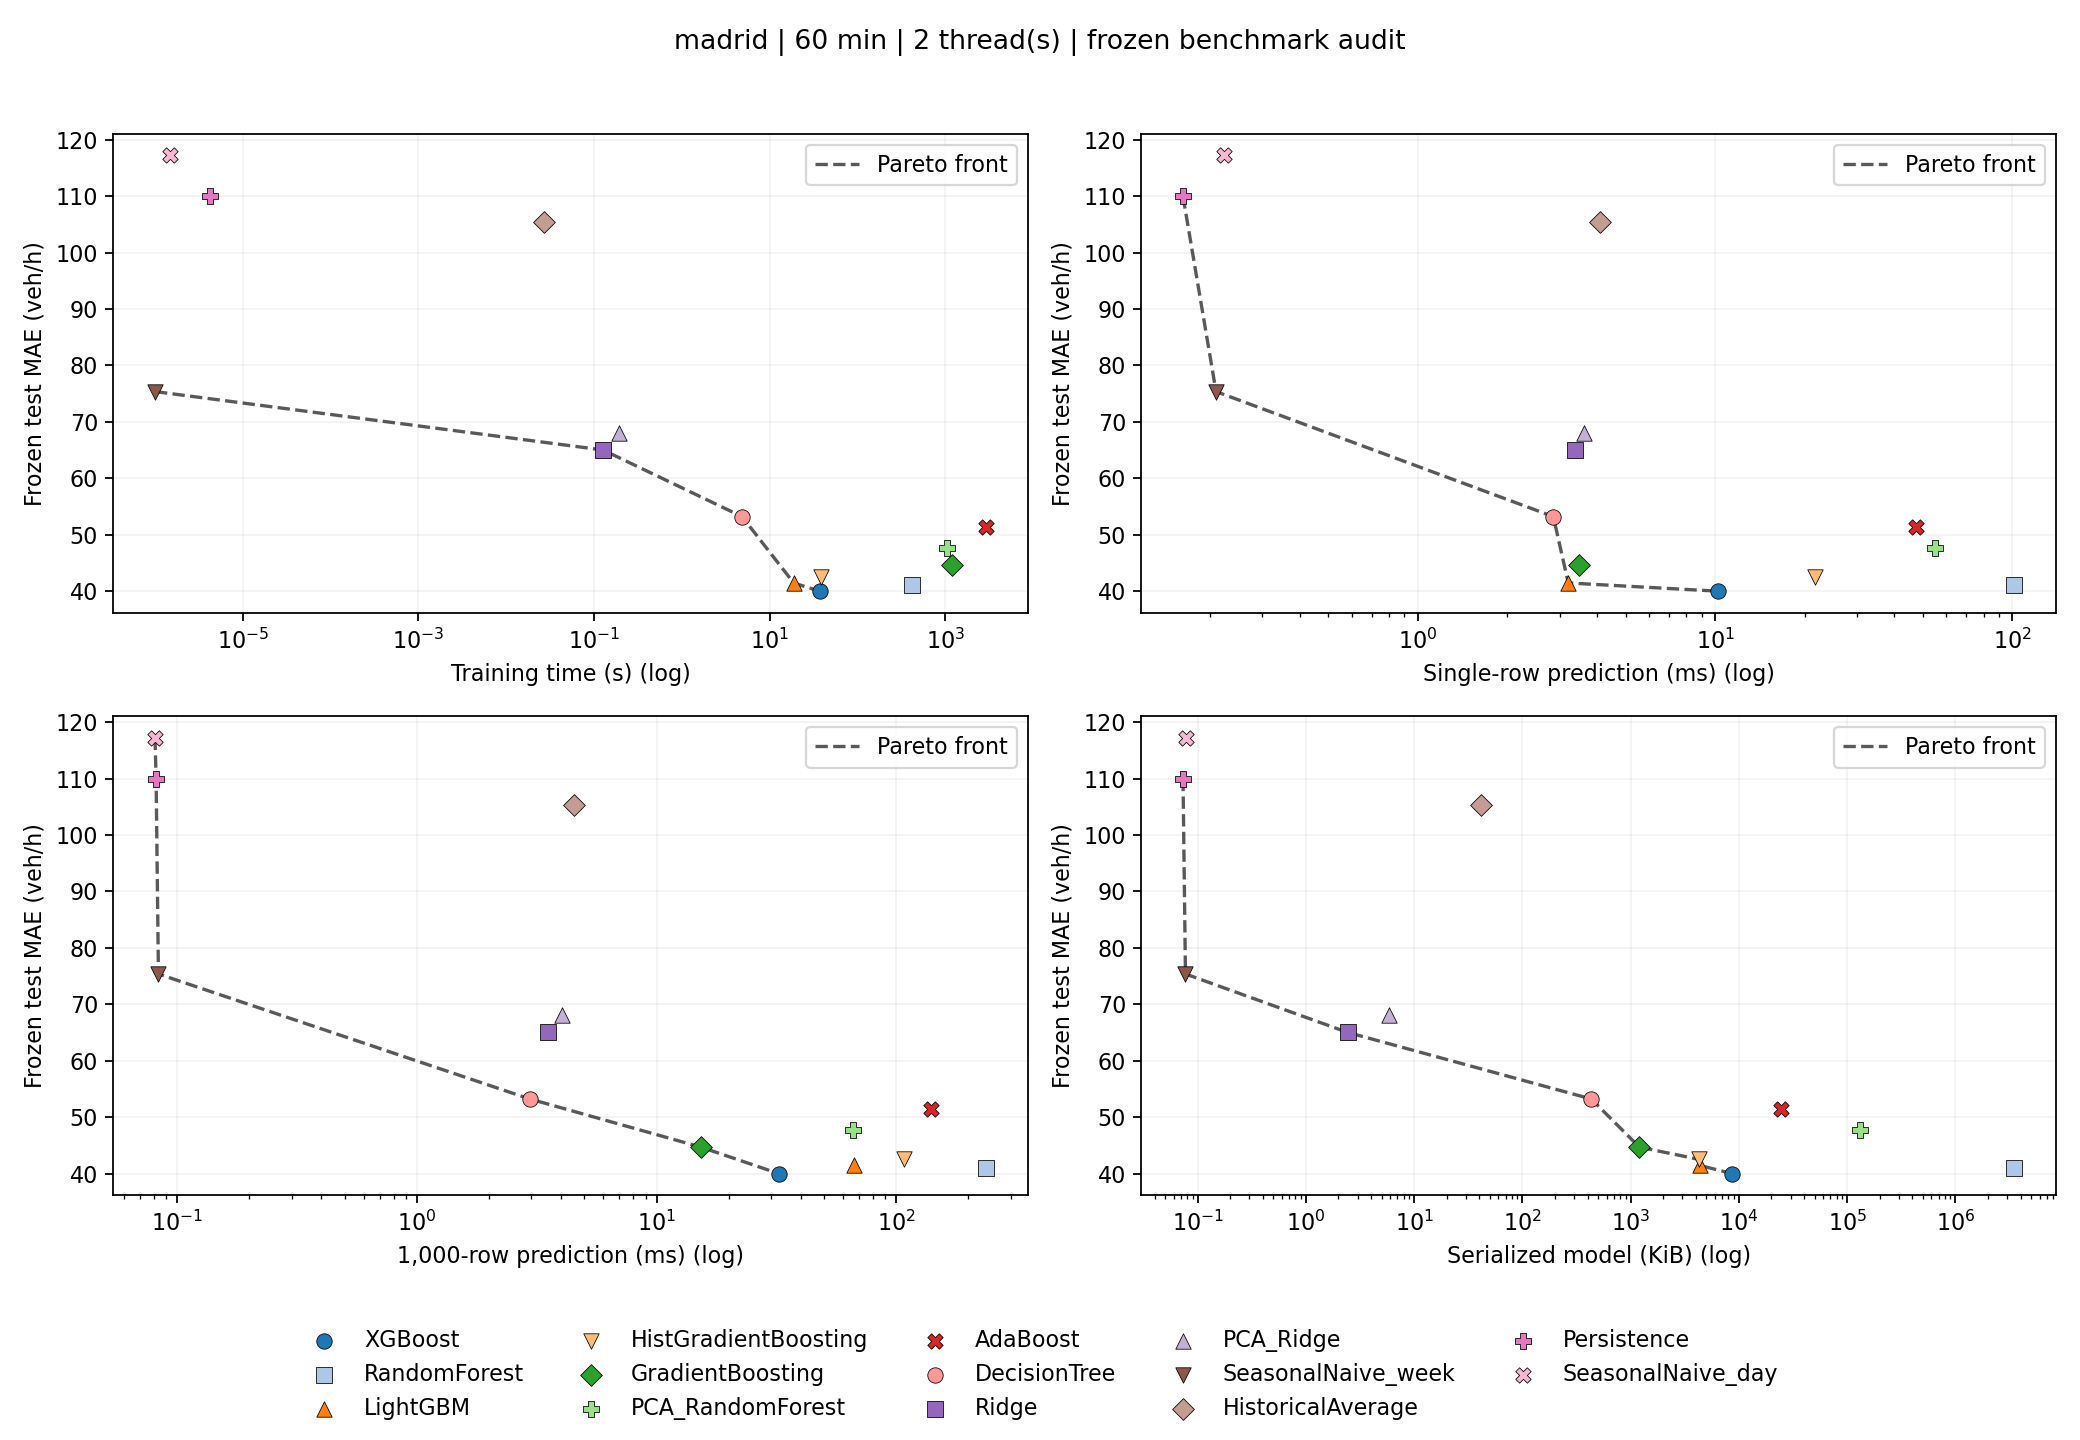 madrid | 60 min | 2 thread(s) | frozen benchmark audit
120
110
100
90
80
70
60
50
40
Frozen test MAE (veh/h)
Pareto front
10⁻⁵
10⁻³
10⁻¹
10¹
10³
Training time (s) (log)
120
110
100
90
80
70
60
50
40
Frozen test MAE (veh/h)
Pareto front
10⁰
10¹
10²
Single-row prediction (ms) (log)
120
110
100
90
80
70
60
50
40
Frozen test MAE (veh/h)
Pareto front
10⁻¹
10⁰
10¹
10²
1,000-row prediction (ms) (log)
120
110
100
90
80
70
60
50
40
Frozen test MAE (veh/h)
Pareto front
10⁻¹
10⁰
10¹
10²
10³
10⁴
10⁵
10⁶
Serialized model (KiB) (log)
XGBoost
RandomForest
LightGBM
HistGradientBoosting
GradientBoosting
PCA_RandomForest
AdaBoost
DecisionTree
Ridge
PCA_Ridge
SeasonalNaive_week
HistoricalAverage
Persistence
SeasonalNaive_day